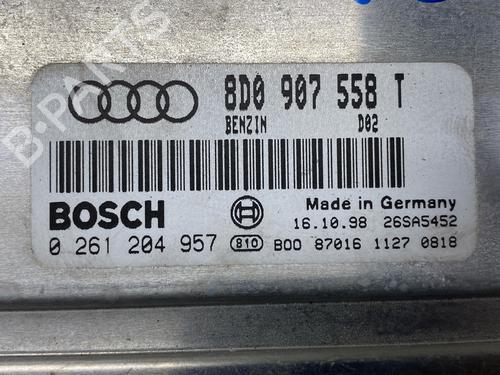 B-PARTS
8D0 907 558 T
BENZIN D02
BOSCH
Made in Germany
16.10.98 26SA5452
0 261 204 957 810 BOO 87016 1127 0818